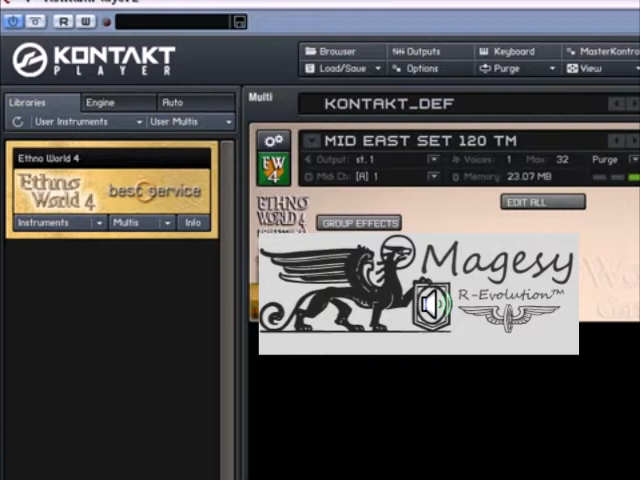 R W
KONTAKT
PLAYER
Browser Outputs Keyboard
Load/Save Options Purge View
Libraries Engine Auto
User Instruments User Multis
Multi
KONTAKT_DEF
Ethno World 4
Ethno World 4 best service
Instruments Multis Info
EW 4
MID EAST SET 120 TM
Output: st. 1 Voices: 1 Max: 32 Purge
Midi Ch: [A] 1 Memory: 23.07 MB
ETHNO
WORLD 4
EDIT ALL
GROUP EFFECTS
Magesy
R-Evolution™